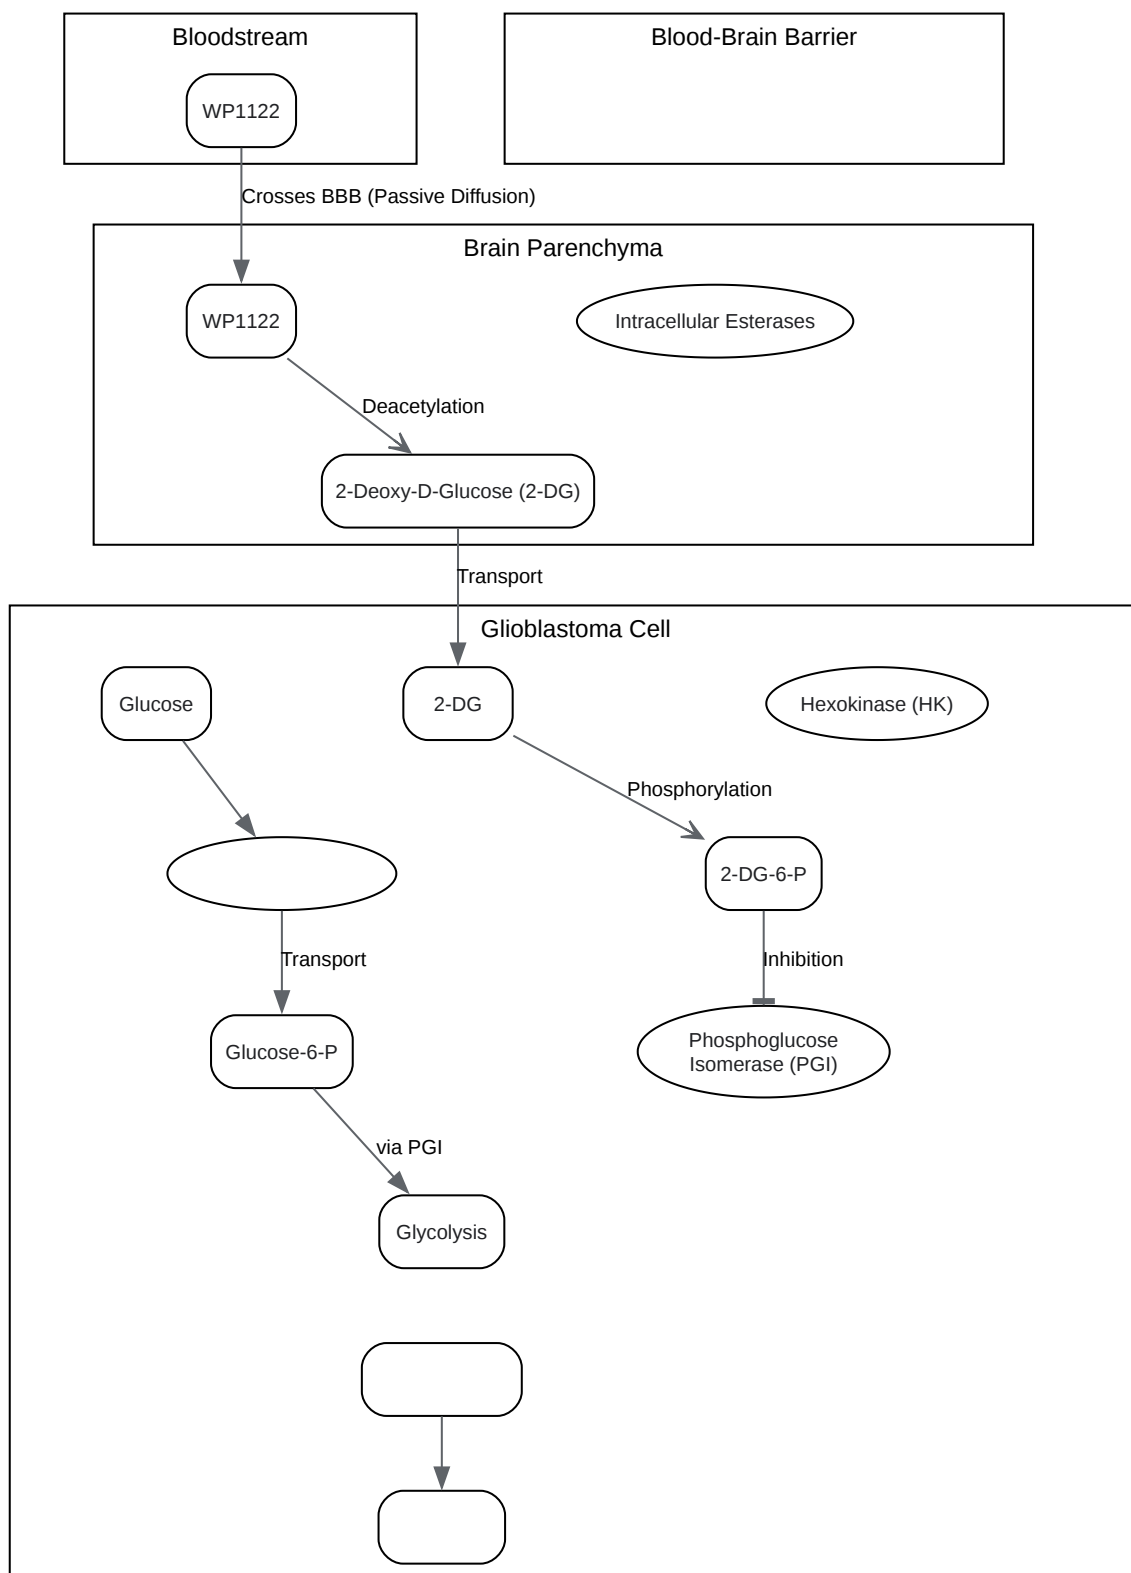 Bloodstream
Blood-Brain Barrier
WP1122
Crosses BBB (Passive Diffusion)
Brain Parenchyma
WP1122
Intracellular Esterases
Deacetylation
2-Deoxy-D-Glucose (2-DG)
Transport
Glioblastoma Cell
Glucose
2-DG
Hexokinase (HK)
Phosphorylation
2-DG-6-P
Transport
Inhibition
Glucose-6-P
Phosphoglucose
Isomerase (PGI)
via PGI
Glycolysis